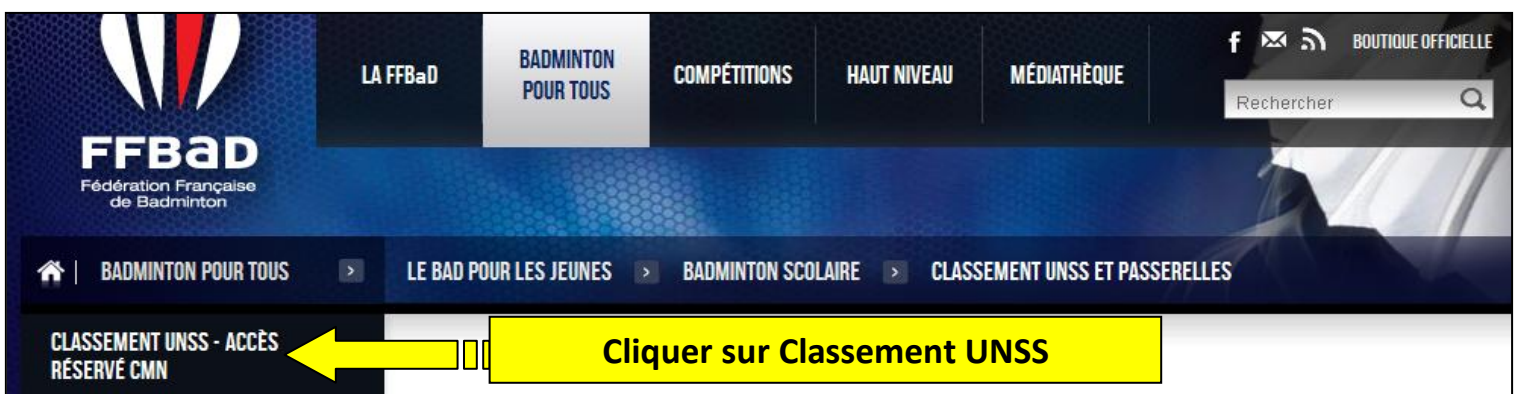 LA FFBaD
BADMINTON
POUR TOUS
COMPÉTITIONS
HAUT NIVEAU
MÉDIATHÈQUE
BOUTIQUE OFFICIELLE
Rechercher
FFBaD
Fédération Française
de Badminton
BADMINTON POUR TOUS > LE BAD POUR LES JEUNES > BADMINTON SCOLAIRE > CLASSEMENT UNSS ET PASSERELLES
CLASSEMENT UNSS - ACCÈS
RÉSERVÉ CMN
Cliquer sur Classement UNSS